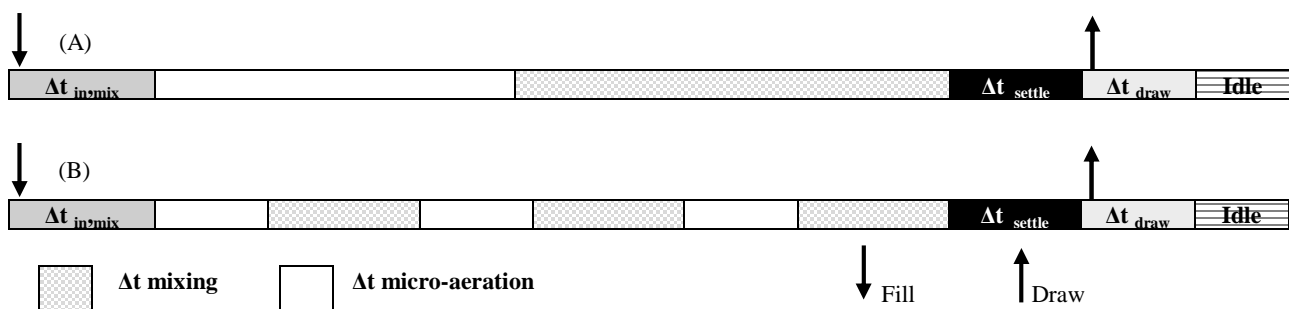 (A)
Δt in,mix Δt settle Δt draw Idle
(B)
Δt in,mix Δt settle Δt draw Idle
Δt mixing Δt micro-aeration Fill Draw